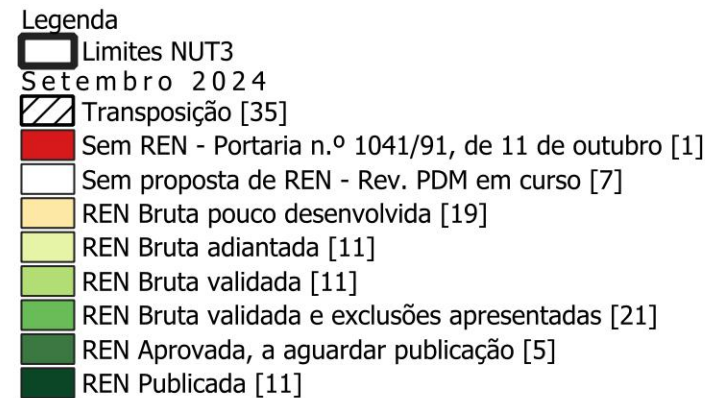 Legenda
Limites NUT3
Setembro 2024
Transposição [35]
Sem REN - Portaria n.º 1041/91, de 11 de outubro [1]
Sem proposta de REN - Rev. PDM em curso [7]
REN Bruta pouco desenvolvida [19]
REN Bruta adiantada [11]
REN Bruta validada [11]
REN Bruta validada e exclusões apresentadas [21]
REN Aprovada, a aguardar publicação [5]
REN Publicada [11]